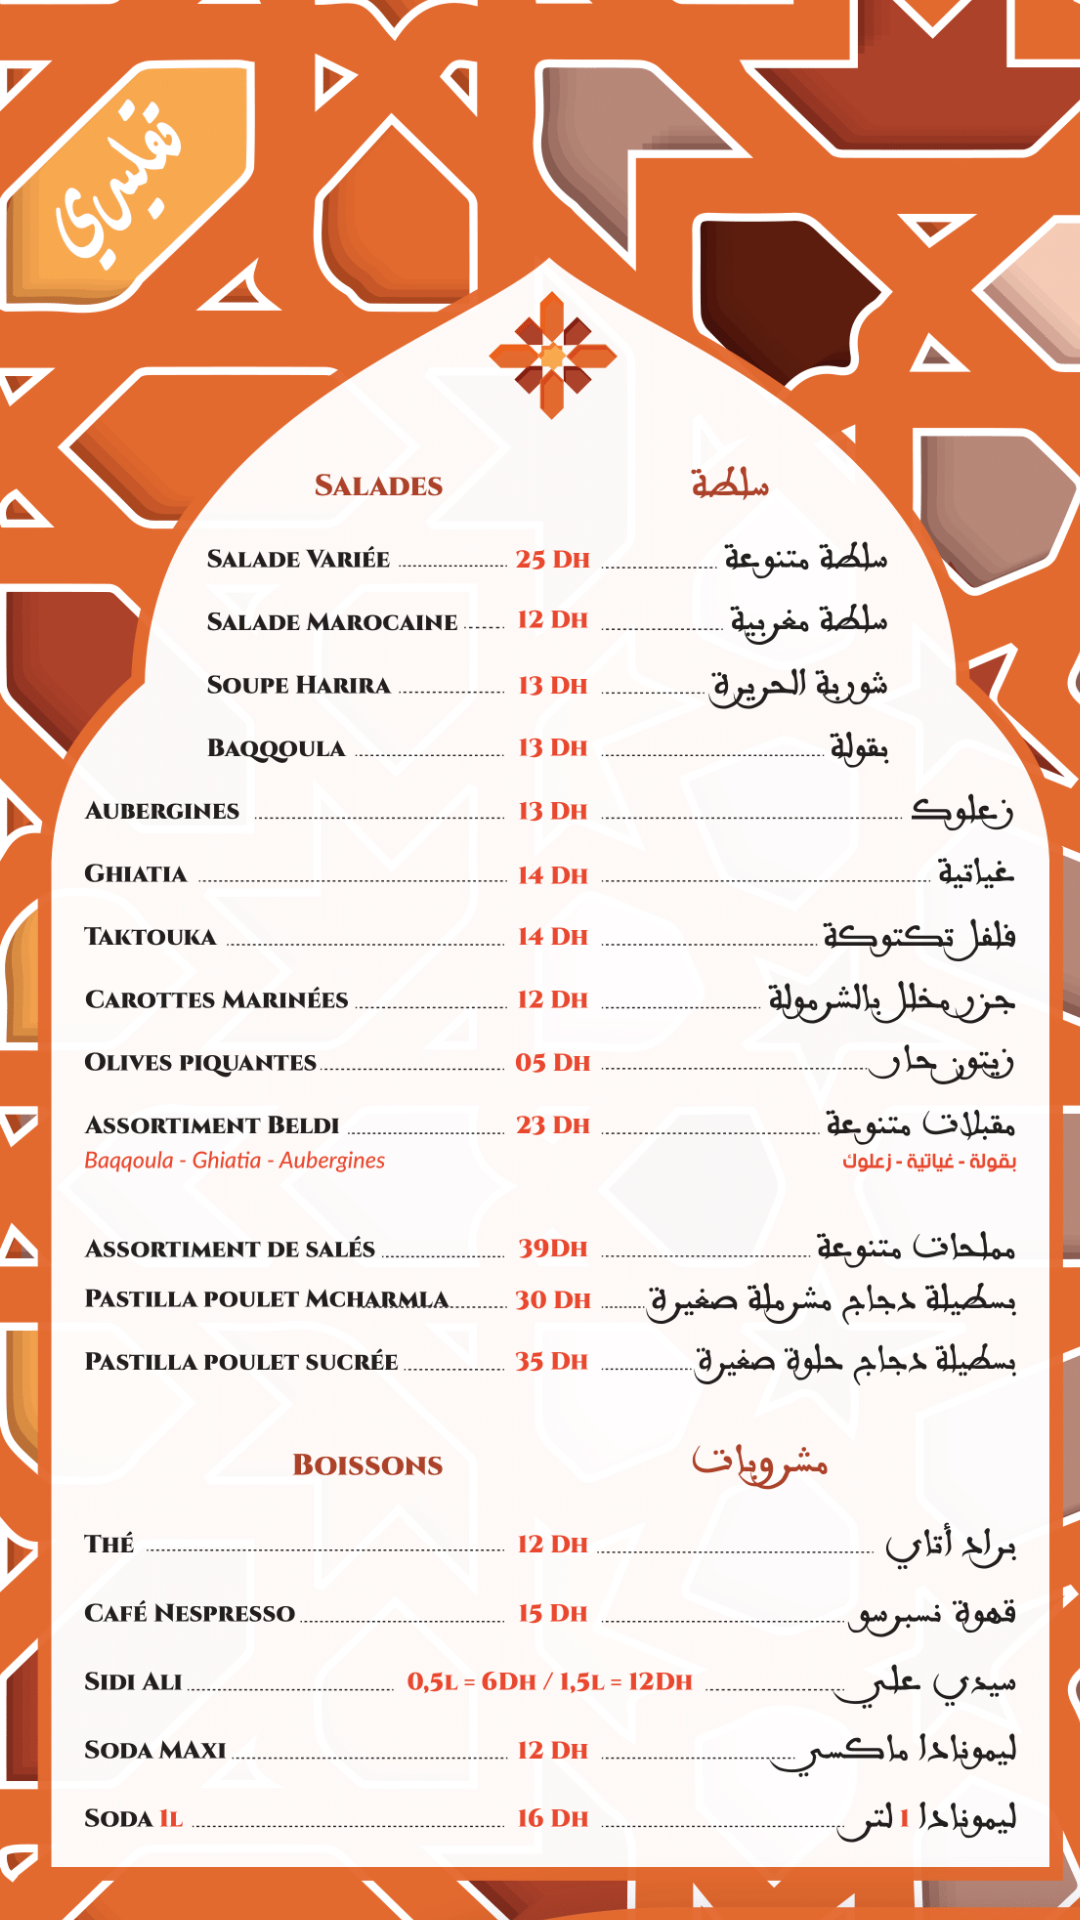 تقليدي
SALADES سلطة
SALADE VARIÉE 25 DH سلطة متنوعة
SALADE MAROCAINE 12 DH سلطة مغربية
SOUPE HARIRA 13 DH شوربة الحريرة
BAQQOULA 13 DH بقولة
AUBERGINES 13 DH زعلوك
GHIATIA 14 DH غياتية
TAKTOUKA 14 DH فلفل تكتوكة
CAROTTES MARINÉES 12 DH جزر مخلل بالشرمولة
OLIVES PIQUANTES 05 DH زيتون حار
ASSORTIMENT BELDI 23 DH مقبلات متنوعة
Baqqoula - Ghiatia - Aubergines بقولة - غياتية - زعلوك
ASSORTIMENT DE SALÉS 39DH مملحات متنوعة
PASTILLA POULET MCHARMLA 30 DH بسطيلة دجاج مشرملة صغيرة
PASTILLA POULET SUCRÉE 35 DH بسطيلة دجاج حلوة صغيرة
BOISSONS مشروبات
THÉ 12 DH براد أتاي
CAFÉ NESPRESSO 15 DH قهوة نسبرسو
SIDI ALI 0,5L = 6DH / 1,5L = 12DH سيدي علي
SODA MAXI 12 DH ليمونادا ماكسي
SODA 1L 16 DH ليمونادا 1 لتر